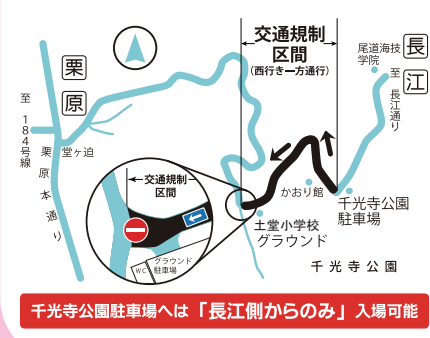 交通規制
区間
(西行き一方通行)
尾道海技
学院
長江
至 長江通り
栗原
至 184号線
堂ヶ迫
栗原本通り
交通規制
区間
グラウンド
駐車場
WC
かおり館
土堂小学校
グラウンド
千光寺公園
駐車場
千光寺公園
千光寺公園駐車場へは「長江側からのみ」入場可能